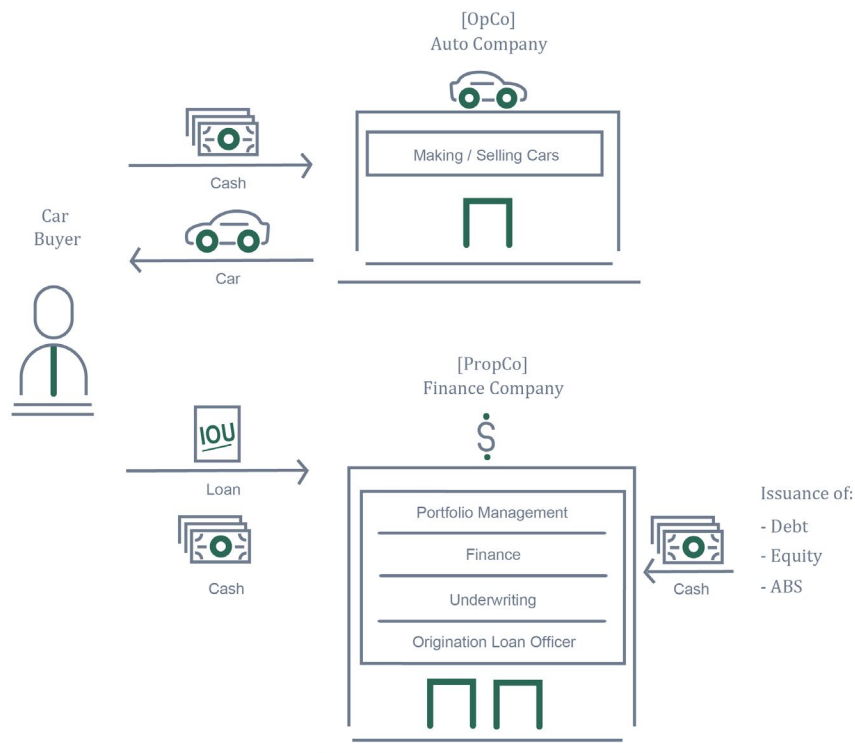 [OpCo]
Auto Company
Making / Selling Cars
Cash
Car
Buyer
Car
[PropCo]
Finance Company
$
IOU
Loan
Cash
Portfolio Management
Finance
Underwriting
Origination Loan Officer
Cash
Issuance of:
- Debt
- Equity
- ABS